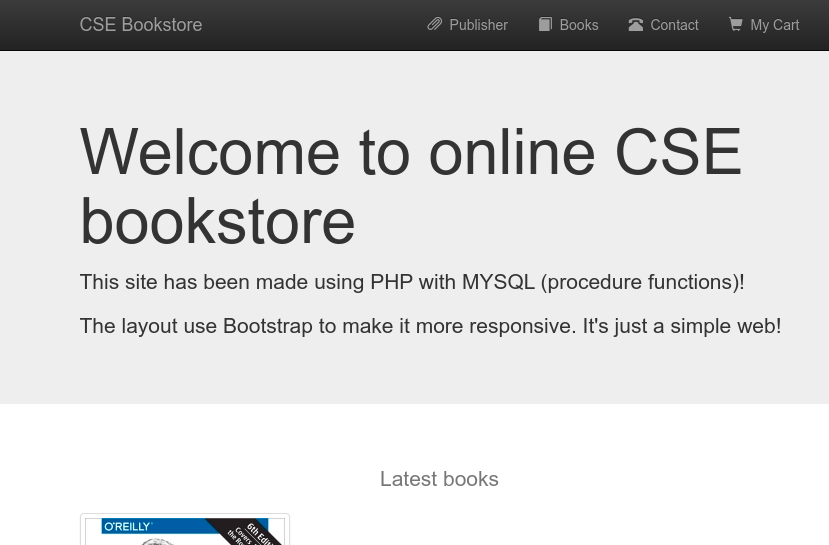 CSE Bookstore
Publisher
Books
Contact
My Cart
Welcome to online CSE
bookstore
This site has been made using PHP with MYSQL (procedure functions)!
The layout use Bootstrap to make it more responsive. It's just a simple web!
Latest books
O'REILLY
6th Edit
Covers